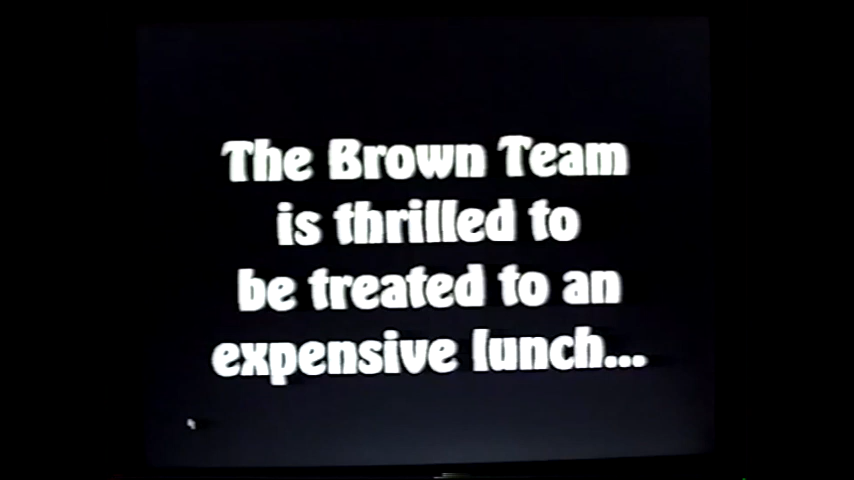 The Brown Team
is thrilled to
be treated to an
expensive lunch...